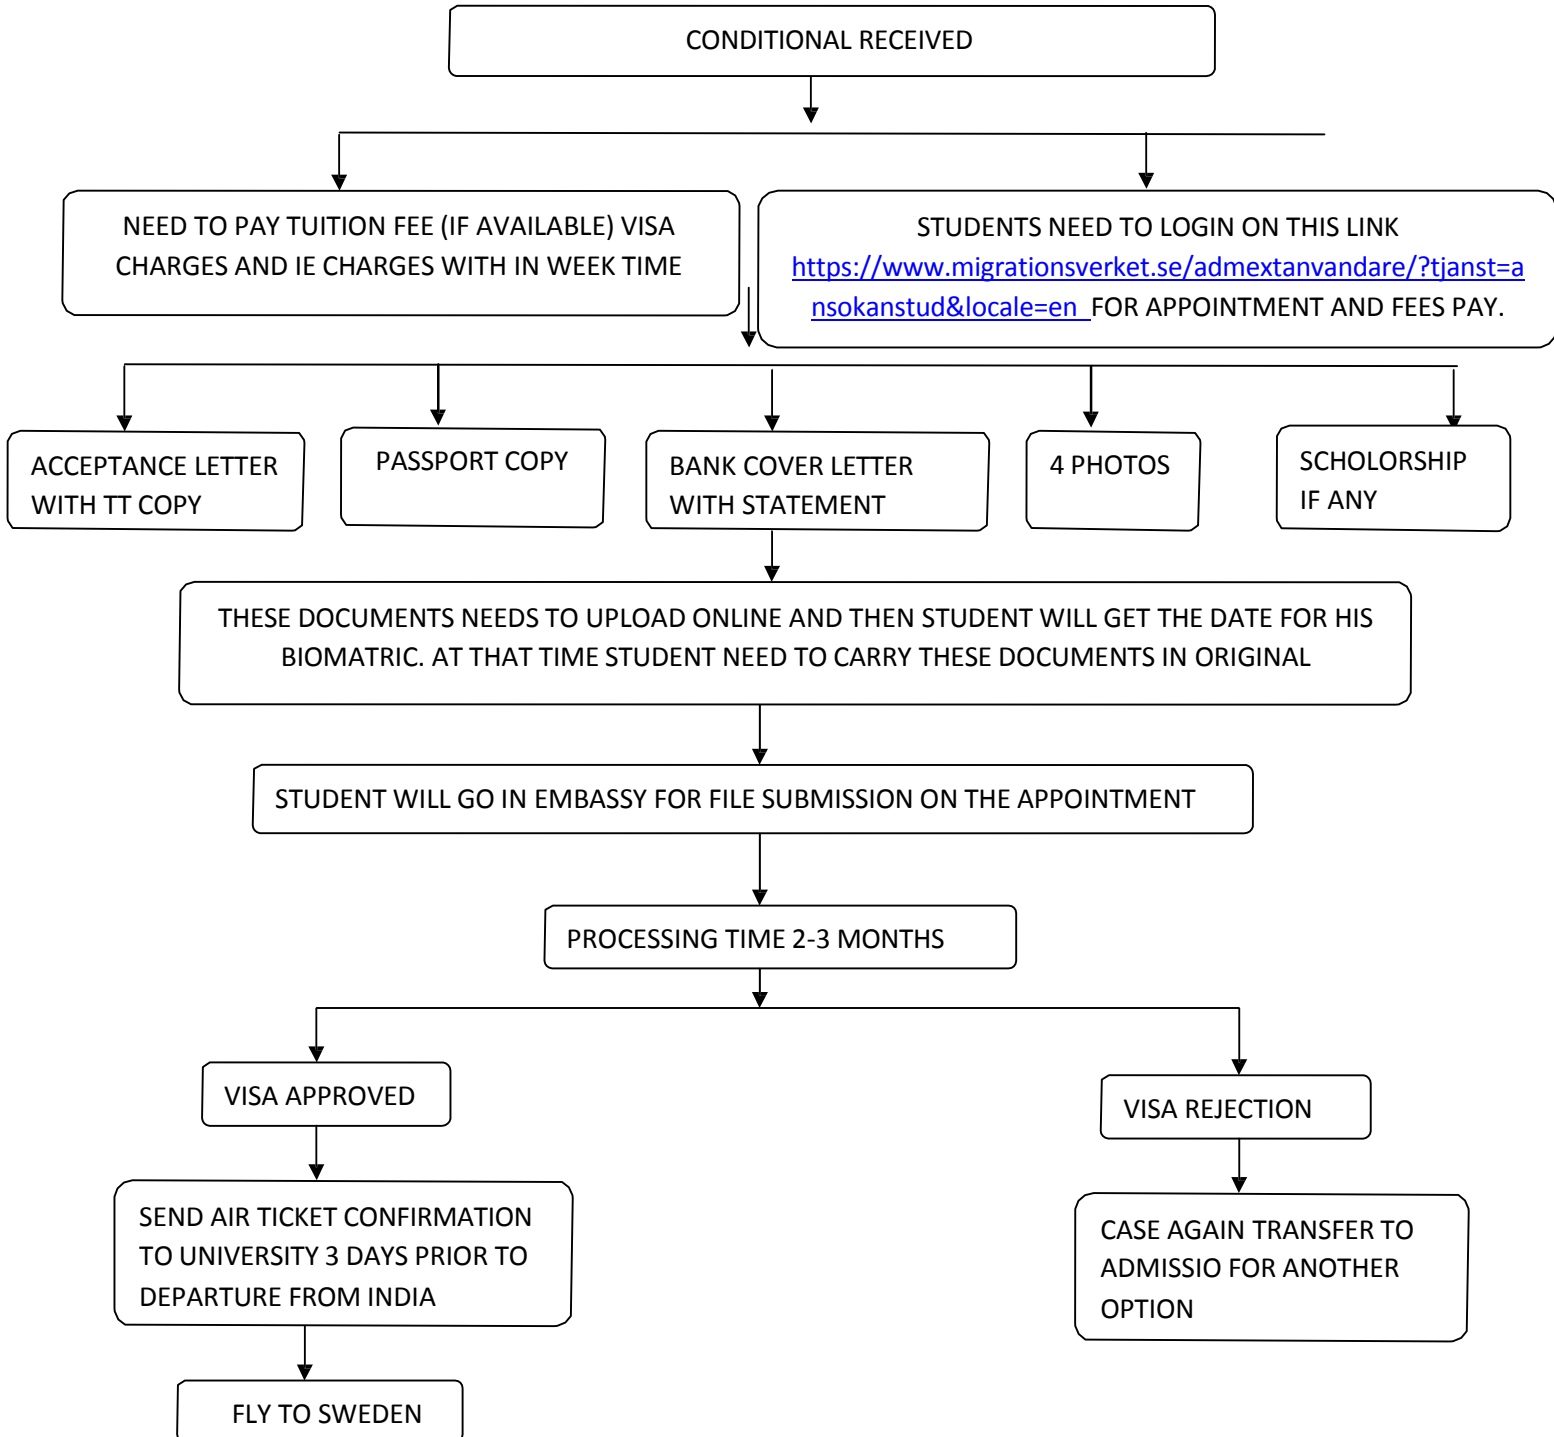 CONDITIONAL RECEIVED
NEED TO PAY TUITION FEE (IF AVAILABLE) VISA
CHARGES AND IE CHARGES WITH IN WEEK TIME
STUDENTS NEED TO LOGIN ON THIS LINK
https://www.migrationsverket.se/admextanvandare/?tjanst=a
nsokanstud&locale=en FOR APPOINTMENT AND FEES PAY.
ACCEPTANCE LETTER
WITH TT COPY
PASSPORT COPY
BANK COVER LETTER
WITH STATEMENT
4 PHOTOS
SCHOLORSHIP
IF ANY
THESE DOCUMENTS NEEDS TO UPLOAD ONLINE AND THEN STUDENT WILL GET THE DATE FOR HIS
BIOMATRIC. AT THAT TIME STUDENT NEED TO CARRY THESE DOCUMENTS IN ORIGINAL
STUDENT WILL GO IN EMBASSY FOR FILE SUBMISSION ON THE APPOINTMENT
PROCESSING TIME 2-3 MONTHS
VISA APPROVED
VISA REJECTION
SEND AIR TICKET CONFIRMATION
TO UNIVERSITY 3 DAYS PRIOR TO
DEPARTURE FROM INDIA
CASE AGAIN TRANSFER TO
ADMISSIO FOR ANOTHER
OPTION
FLY TO SWEDEN